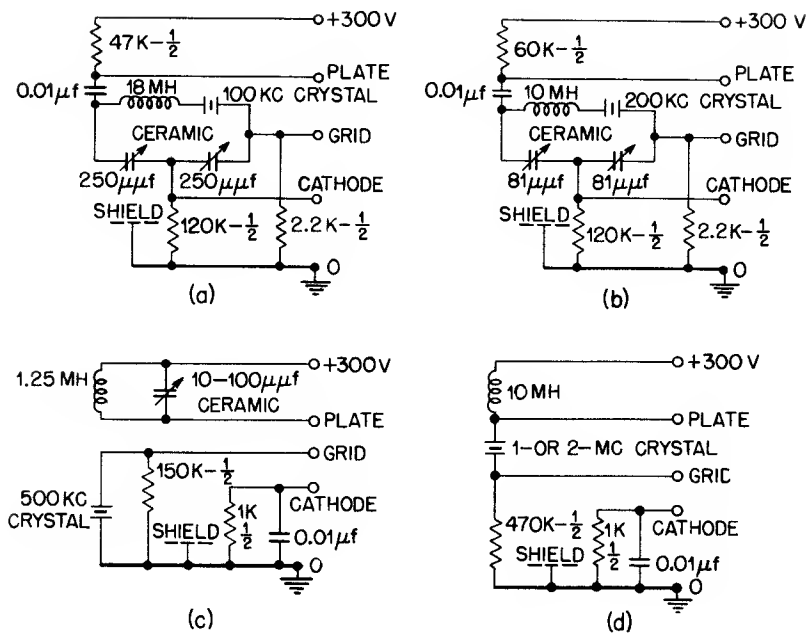 +300 V
47K-1/2
PLATE
0.01μf
18 MH
100 KC CRYSTAL
CERAMIC
GRID
250μμf
250μμf
CATHODE
SHIELD
120K-1/2
2.2K-1/2
0
(a)
+300 V
60K-1/2
PLATE
0.01μf
10 MH
200 KC CRYSTAL
CERAMIC
GRID
81μμf
81μμf
CATHODE
SHIELD
120K-1/2
2.2K-1/2
0
(b)
+300 V
1.25 MH
10-100μμf
CERAMIC
PLATE
GRID
150K-1/2
500 KC
CRYSTAL
CATHODE
SHIELD
1K
1/2
0.01μf
0
(c)
+300 V
10 MH
PLATE
1-OR 2-MC CRYSTAL
GRID
470K-1/2
CATHODE
SHIELD
1K
1/2
0.01μf
0
(d)